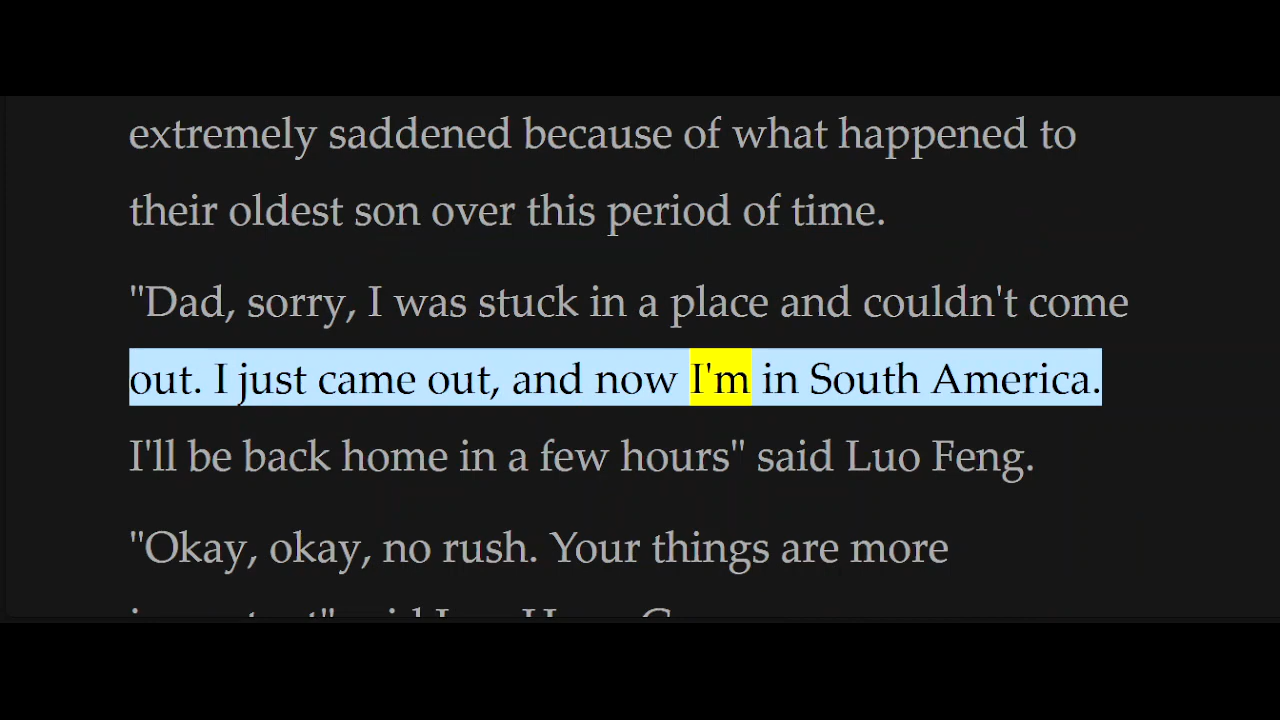 extremely saddened because of what happened to
their oldest son over this period of time.
"Dad, sorry, I was stuck in a place and couldn't come
out. I just came out, and now I'm in South America.
I'll be back home in a few hours" said Luo Feng.
"Okay, okay, no rush. Your things are more